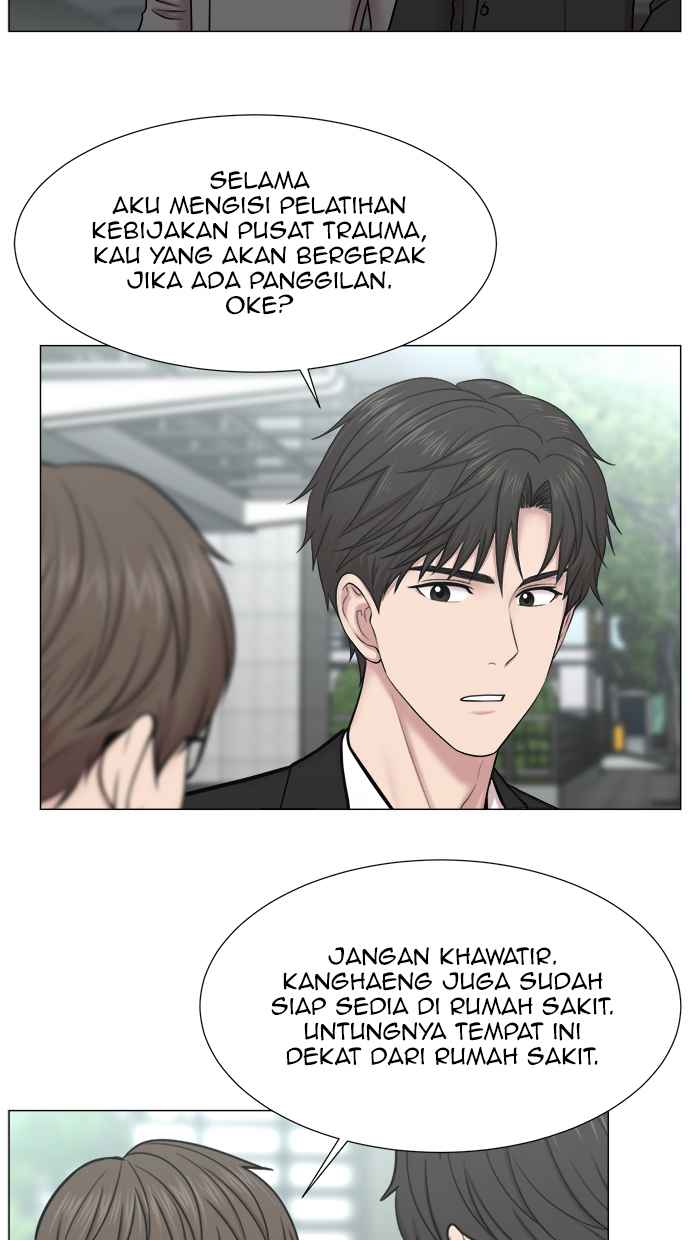 SELAMA
AKU MENGISI PELATIHAN
KEBIJAKAN PUSAT TRAUMA,
KAU YANG AKAN BERGERAK
JIKA ADA PANGGILAN.
OKE?
JANGAN KHAWATIR.
KANGHAENG JUGA SUDAH
SIAP SEDIA DI RUMAH SAKIT.
UNTUNGNYA TEMPAT INI
DEKAT DARI RUMAH SAKIT.